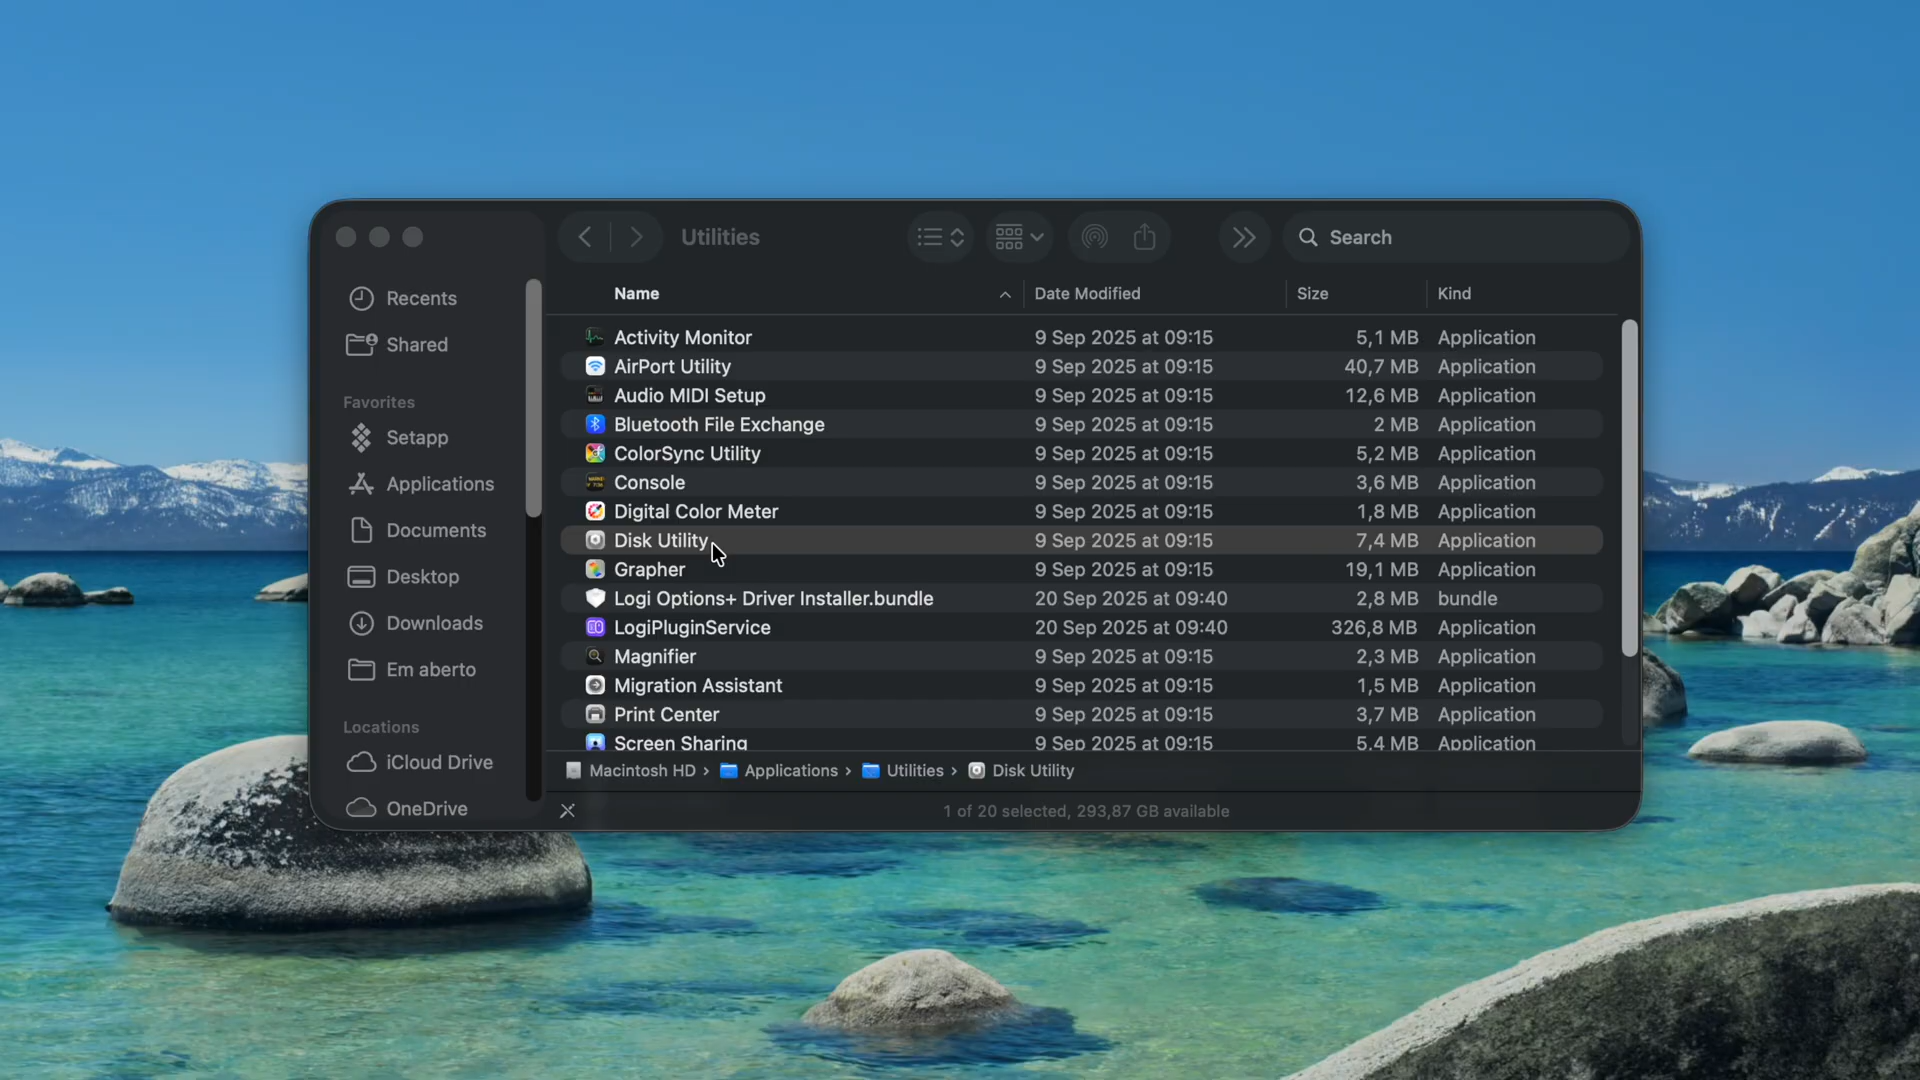 Utilities
Search
Recents
Shared
Favorites
Setapp
Applications
Documents
Desktop
Downloads
Em aberto
Locations
iCloud Drive
OneDrive
Name Date Modified Size Kind
Activity Monitor 9 Sep 2025 at 09:15 5,1 MB Application
AirPort Utility 9 Sep 2025 at 09:15 40,7 MB Application
Audio MIDI Setup 9 Sep 2025 at 09:15 12,6 MB Application
Bluetooth File Exchange 9 Sep 2025 at 09:15 2 MB Application
ColorSync Utility 9 Sep 2025 at 09:15 5,2 MB Application
Console 9 Sep 2025 at 09:15 3,6 MB Application
Digital Color Meter 9 Sep 2025 at 09:15 1,8 MB Application
Disk Utility 9 Sep 2025 at 09:15 7,4 MB Application
Grapher 9 Sep 2025 at 09:15 19,1 MB Application
Logi Options+ Driver Installer.bundle 20 Sep 2025 at 09:40 2,8 MB bundle
LogiPluginService 20 Sep 2025 at 09:40 326,8 MB Application
Magnifier 9 Sep 2025 at 09:15 2,3 MB Application
Migration Assistant 9 Sep 2025 at 09:15 1,5 MB Application
Print Center 9 Sep 2025 at 09:15 3,7 MB Application
Screen Sharing 9 Sep 2025 at 09:15 5,4 MB Application
Macintosh HD › Applications › Utilities › Disk Utility
1 of 20 selected, 293,87 GB available